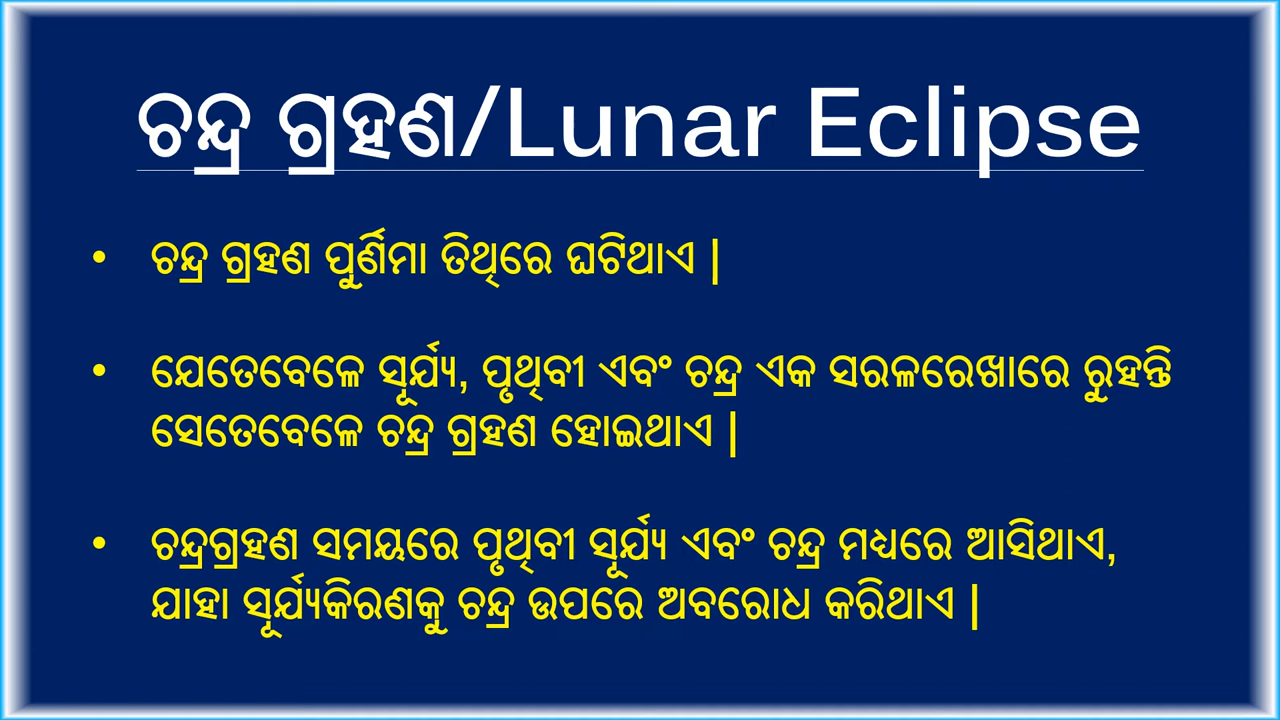 ଚନ୍ଦ୍ର ଗ୍ରହଣ/Lunar Eclipse
• ଚନ୍ଦ୍ର ଗ୍ରହଣ ପୁର୍ଣିମା ତିଥିରେ ଘଟିଥାଏ |
• ଯେତେବେଳେ ସୂର୍ଯ୍ୟ, ପୃଥିବୀ ଏବଂ ଚନ୍ଦ୍ର ଏକ ସରଳରେଖାରେ ରୁହନ୍ତି
ସେତେବେଳେ ଚନ୍ଦ୍ର ଗ୍ରହଣ ହୋଇଥାଏ |
• ଚନ୍ଦ୍ରଗ୍ରହଣ ସମୟରେ ପୃଥିବୀ ସୂର୍ଯ୍ୟ ଏବଂ ଚନ୍ଦ୍ର ମଧ୍ୟରେ ଆସିଥାଏ,
ଯାହା ସୂର୍ଯ୍ୟକିରଣକୁ ଚନ୍ଦ୍ର ଉପରେ ଅବରୋଧ କରିଥାଏ |